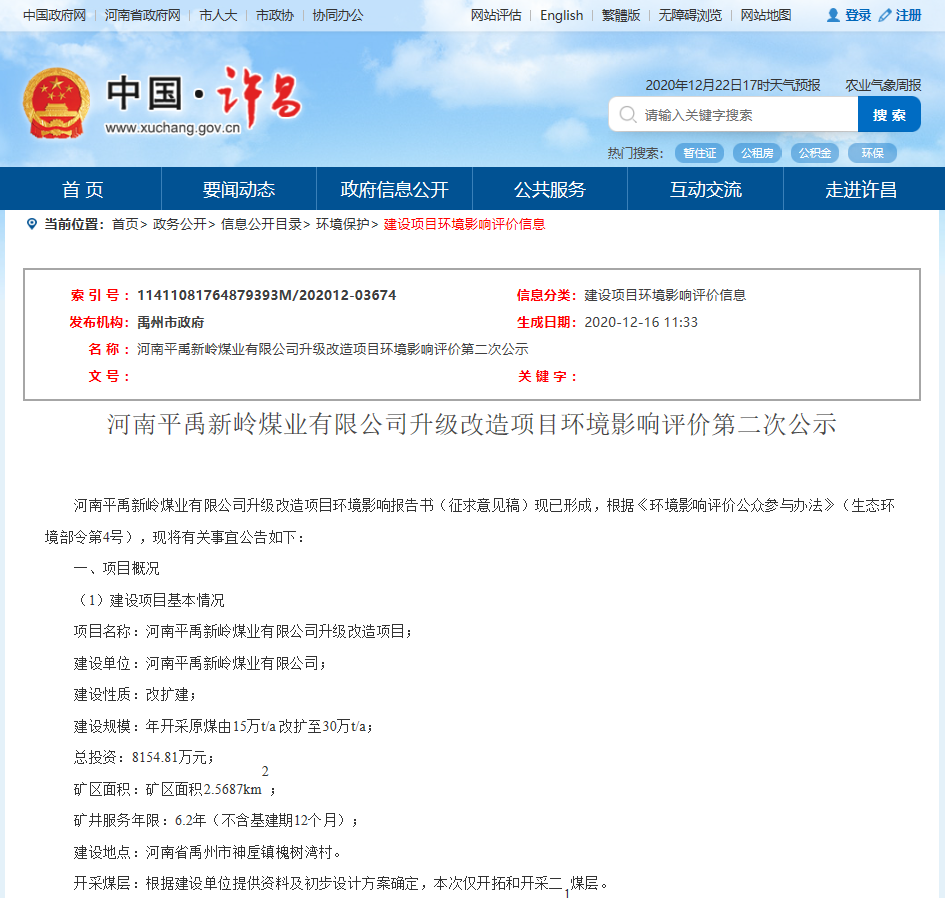 中国政府网 河南省政府网 市人大 市政协 协同办公 网站评估 English 繁體版 无障碍浏览 网站地图 登录 注册
中国·许昌
www.xuchang.gov.cn
2020年12月22日17时天气预报 农业气象周报
请输入关键字搜索 搜 索
热门搜索： 暂住证 公租房 公积金 环保
首 页 要闻动态 政府信息公开 公共服务 互动交流 走进许昌
当前位置：首页> 政务公开> 信息公开目录> 环境保护> 建设项目环境影响评价信息
索 引 号： 11411081764879393M/202012-03674 信息分类： 建设项目环境影响评价信息
发布机构： 禹州市政府 生成日期： 2020-12-16 11:33
名 称： 河南平禹新岭煤业有限公司升级改造项目环境影响评价第二次公示
文 号： 关 键 字：
河南平禹新岭煤业有限公司升级改造项目环境影响评价第二次公示
河南平禹新岭煤业有限公司升级改造项目环境影响报告书（征求意见稿）现已形成，根据《环境影响评价公众参与办法》（生态环
境部令第4号），现将有关事宜公告如下：
一、项目概况
（1）建设项目基本情况
项目名称：河南平禹新岭煤业有限公司升级改造项目；
建设单位：河南平禹新岭煤业有限公司；
建设性质：改扩建；
建设规模：年开采原煤由15万t/a 改扩至30万t/a；
总投资：8154.81万元；
矿区面积：矿区面积2.5687km2；
矿井服务年限：6.2年（不含基建期12个月）；
建设地点：河南省禹州市神垕镇槐树湾村。
开采煤层：根据建设单位提供资料及初步设计方案确定，本次仅开拓和开采二1煤层。